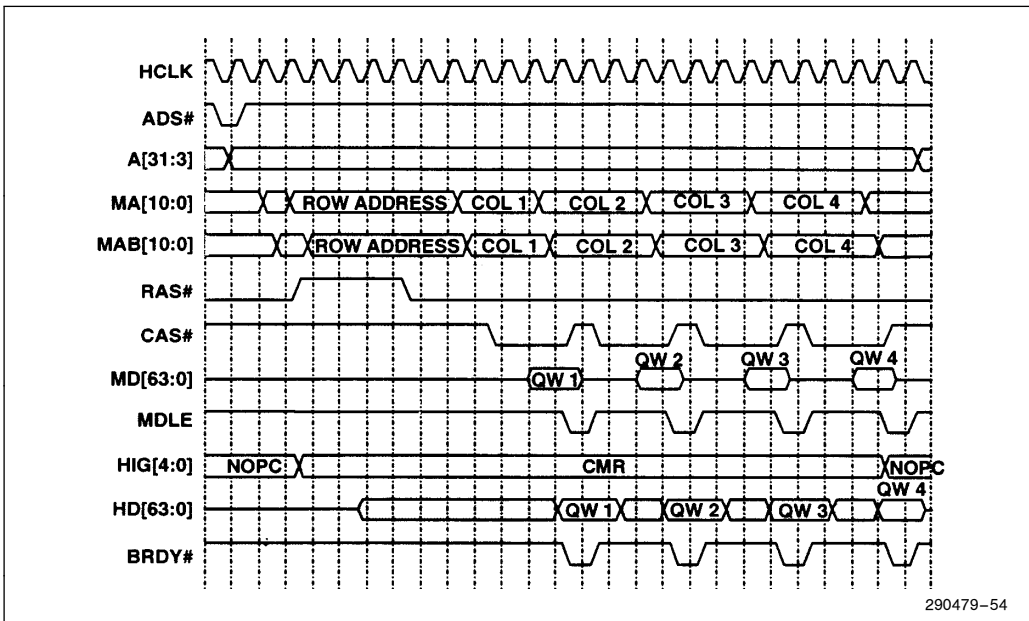 HCLK
ADS#
A[31:3]
MA[10:0] ROW ADDRESS COL 1 COL 2 COL 3 COL 4
MAB[10:0] ROW ADDRESS COL 1 COL 2 COL 3 COL 4
RAS#
CAS#
QW 2 QW 3 QW 4
MD[63:0] QW 1
MDLE
HIG[4:0] NOPC CMR NOPC
QW 4
HD[63:0] QW 1 QW 2 QW 3
BRDY#
290479-54